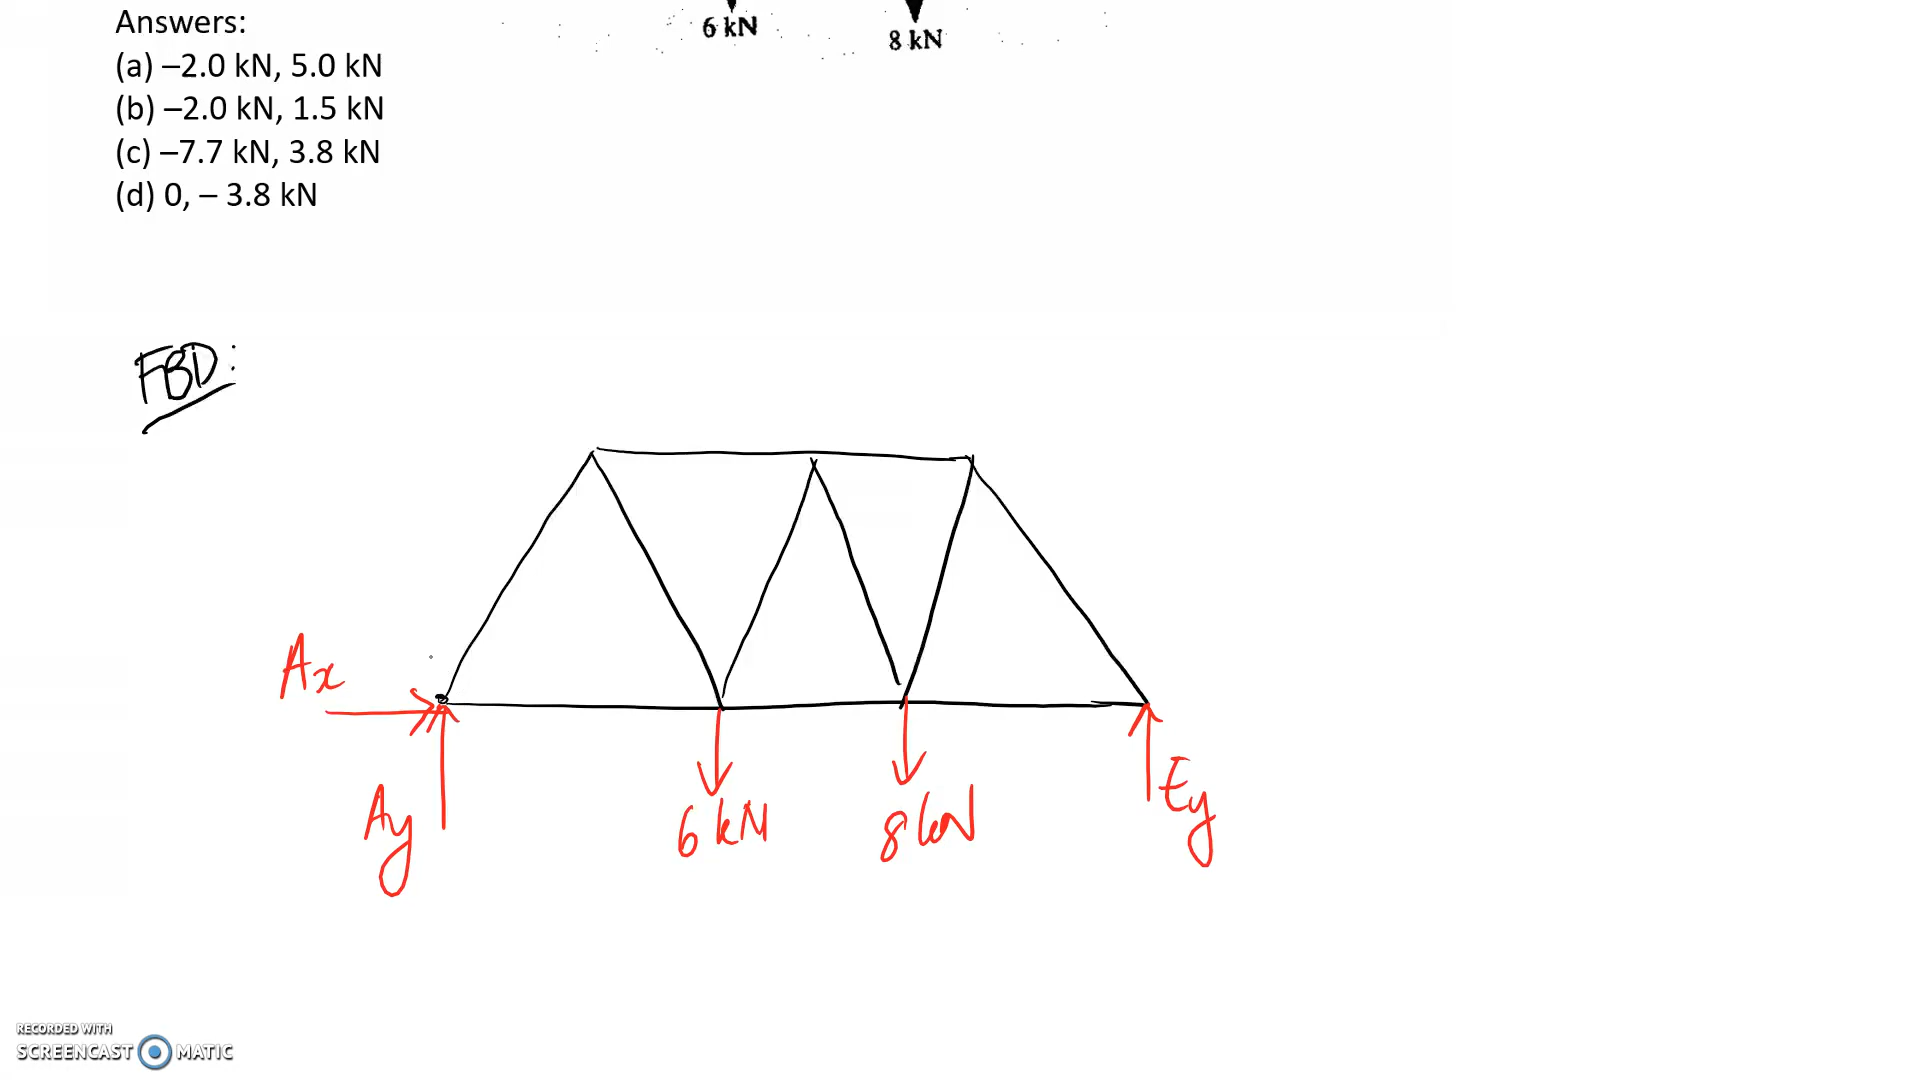 Answers:
6 kN
8 kN
(a) –2.0 kN, 5.0 kN
(b) –2.0 kN, 1.5 kN
(c) –7.7 kN, 3.8 kN
(d) 0, – 3.8 kN
FBD:
Ax
Ay
6 kN
8 kN
Ey
RECORDED WITH
SCREENCAST MATIC